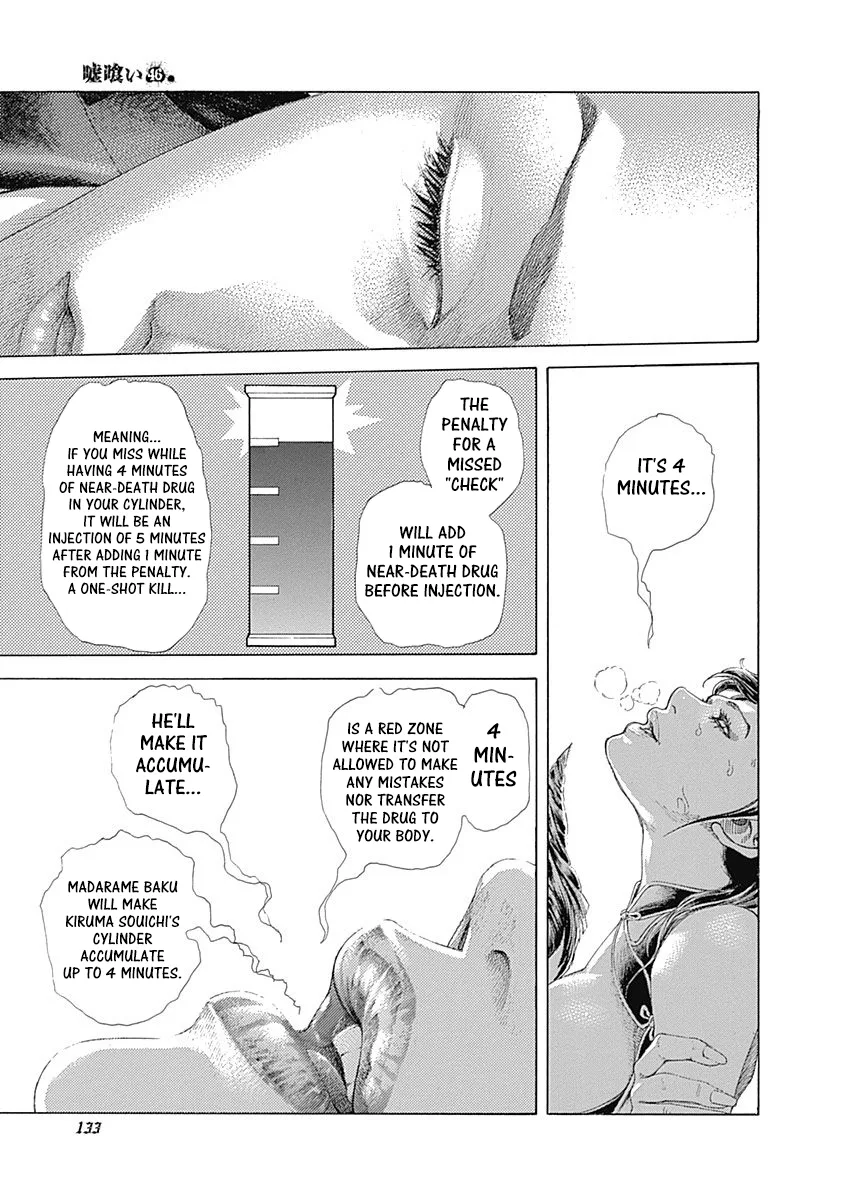 嘘喰い 46
IT'S 4
MINUTES...
THE
PENALTY
FOR A
MISSED
"CHECK"
WILL ADD
1 MINUTE OF
NEAR-DEATH DRUG
BEFORE INJECTION.
MEANING...
IF YOU MISS WHILE
HAVING 4 MINUTES
OF NEAR-DEATH DRUG
IN YOUR CYLINDER,
IT WILL BE AN
INJECTION OF 5 MINUTES
AFTER ADDING 1 MINUTE
FROM THE PENALTY.
A ONE-SHOT KILL...
4
MIN-
UTES
IS A RED ZONE
WHERE IT'S NOT
ALLOWED TO MAKE
ANY MISTAKES
NOR TRANSFER
THE DRUG TO
YOUR BODY.
HE'LL
MAKE IT
ACCUMU-
LATE...
MADARAME BAKU
WILL MAKE
KIRUMA SOUICHI'S
CYLINDER
ACCUMULATE
UP TO 4 MINUTES.
133